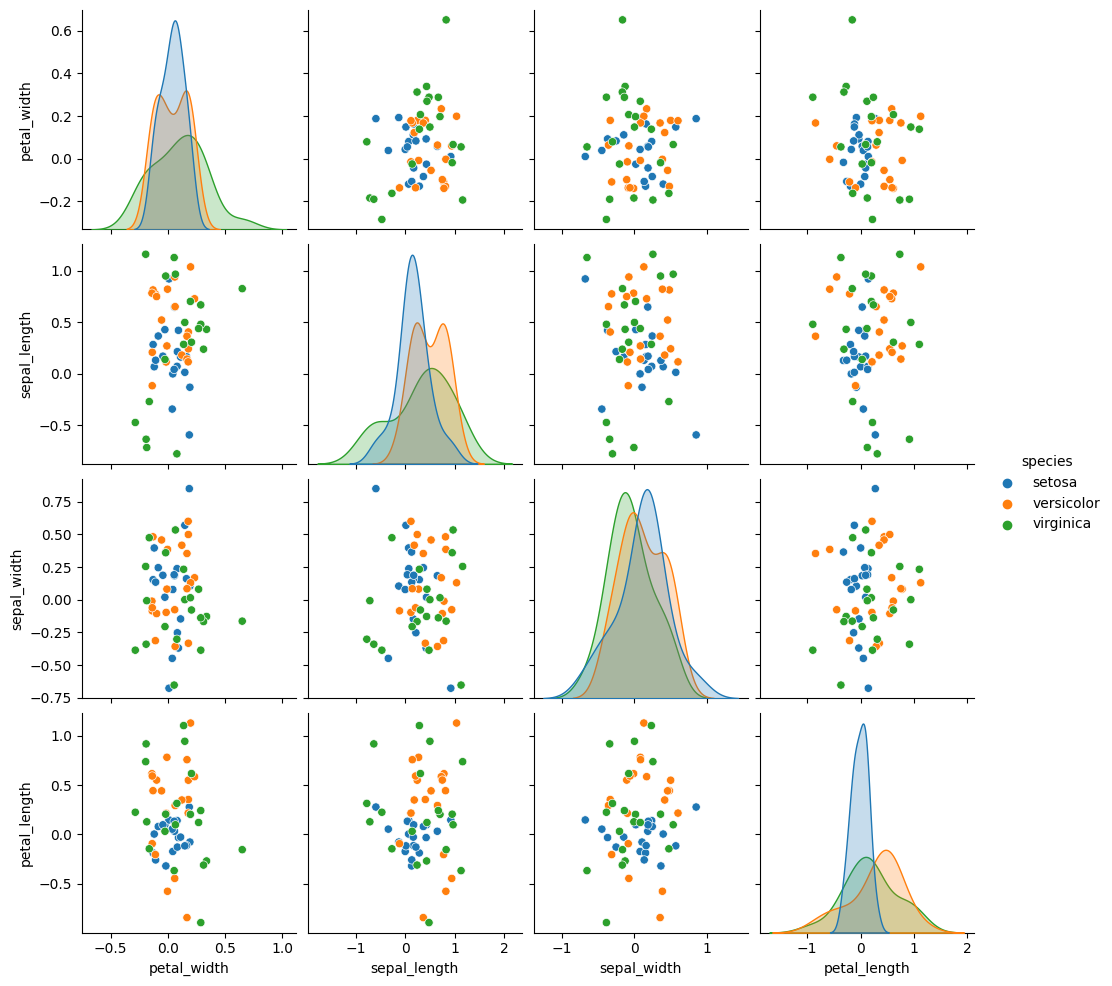 0.6
0.4
0.2
0.0
−0.2
petal_width
1.0
0.5
0.0
−0.5
sepal_length
species
setosa
versicolor
virginica
0.75
0.50
0.25
0.00
−0.25
−0.50
−0.75
sepal_width
1.0
0.5
0.0
−0.5
petal_length
−0.5 0.0 0.5 1.0
petal_width
−1 0 1 2
sepal_length
−1 0 1
sepal_width
−1 0 1 2
petal_length